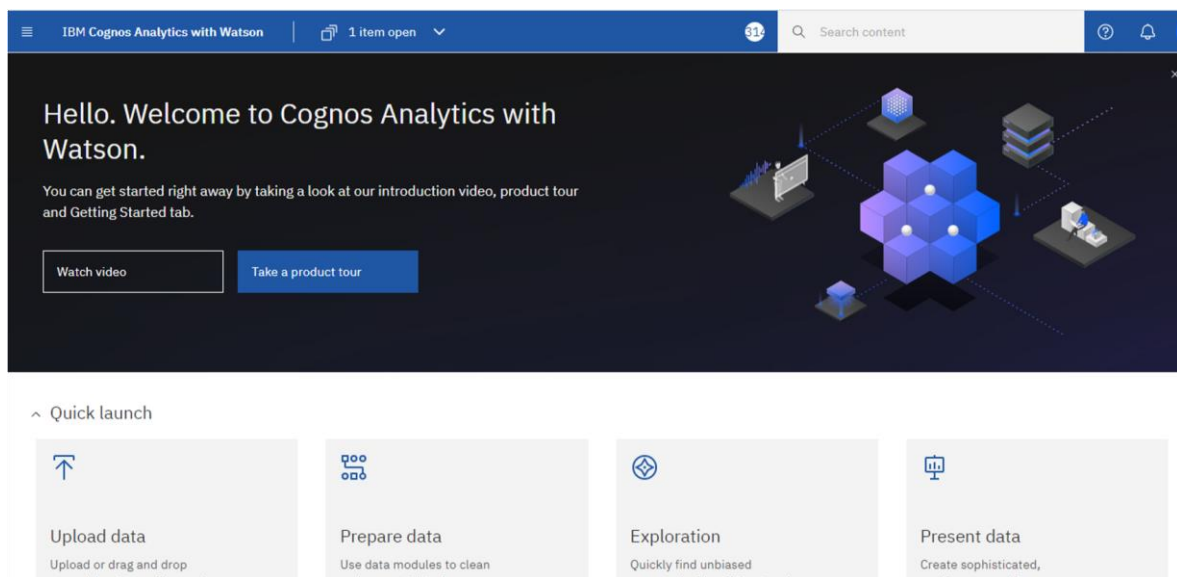 IBM Cognos Analytics with Watson
1 item open
314
Search content
Hello. Welcome to Cognos Analytics with
Watson.
You can get started right away by taking a look at our introduction video, product tour
and Getting Started tab.
Watch video
Take a product tour
Quick launch
Upload data
Upload or drag and drop
Prepare data
Use data modules to clean
Exploration
Quickly find unbiased
Present data
Create sophisticated,